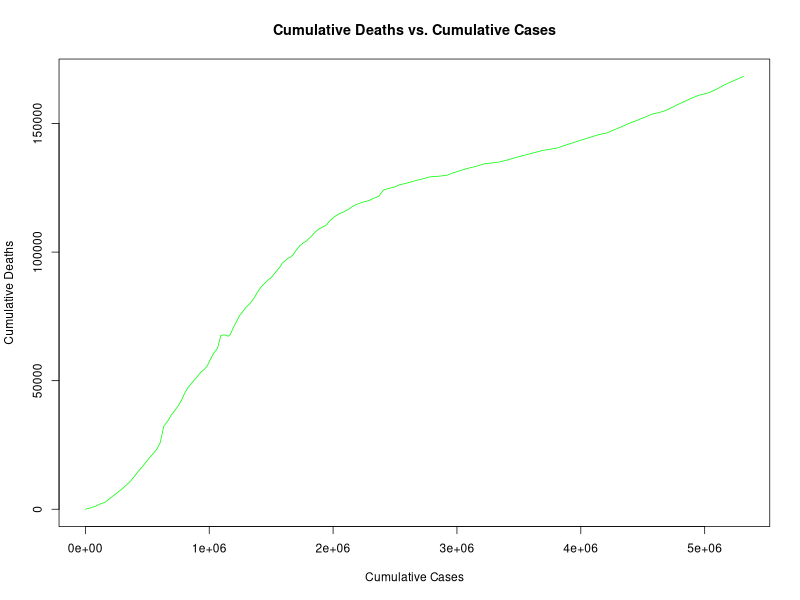 Cumulative Deaths vs. Cumulative Cases
Cumulative Deaths
150000
100000
50000
0
0e+00 1e+06 2e+06 3e+06 4e+06 5e+06
Cumulative Cases